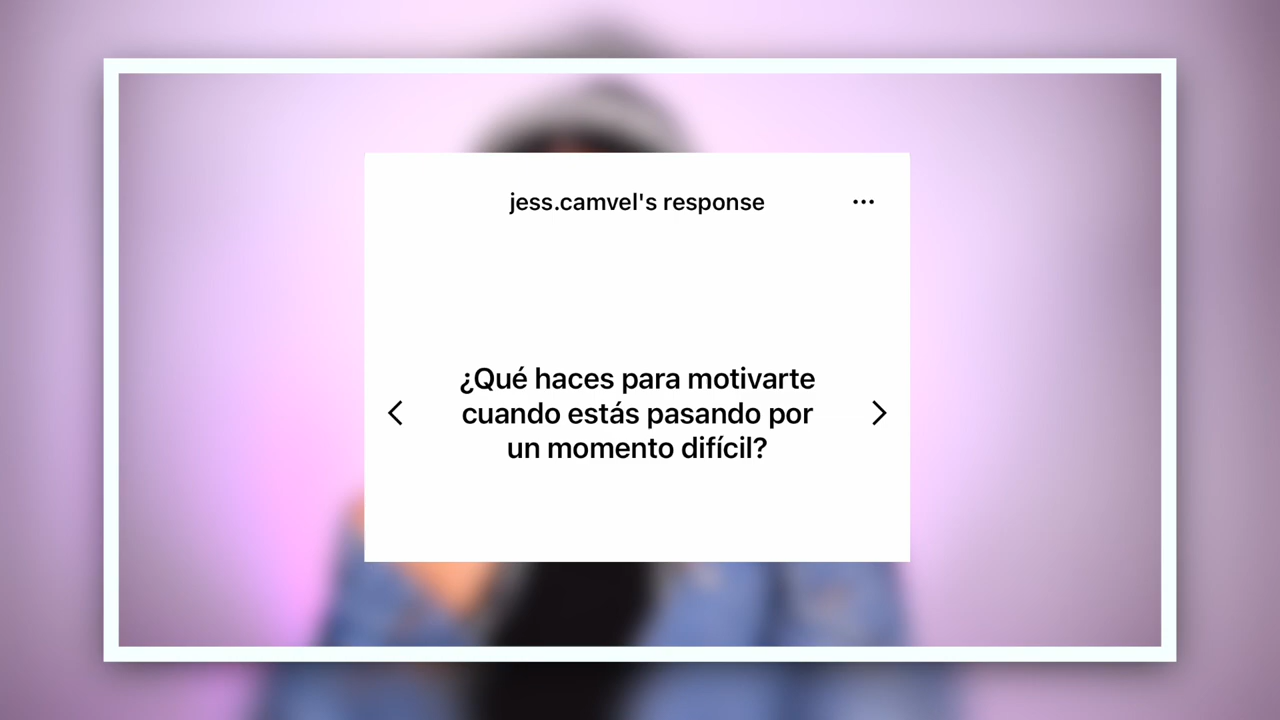 jess.camvel's response
¿Qué haces para motivarte
cuando estás pasando por
un momento difícil?